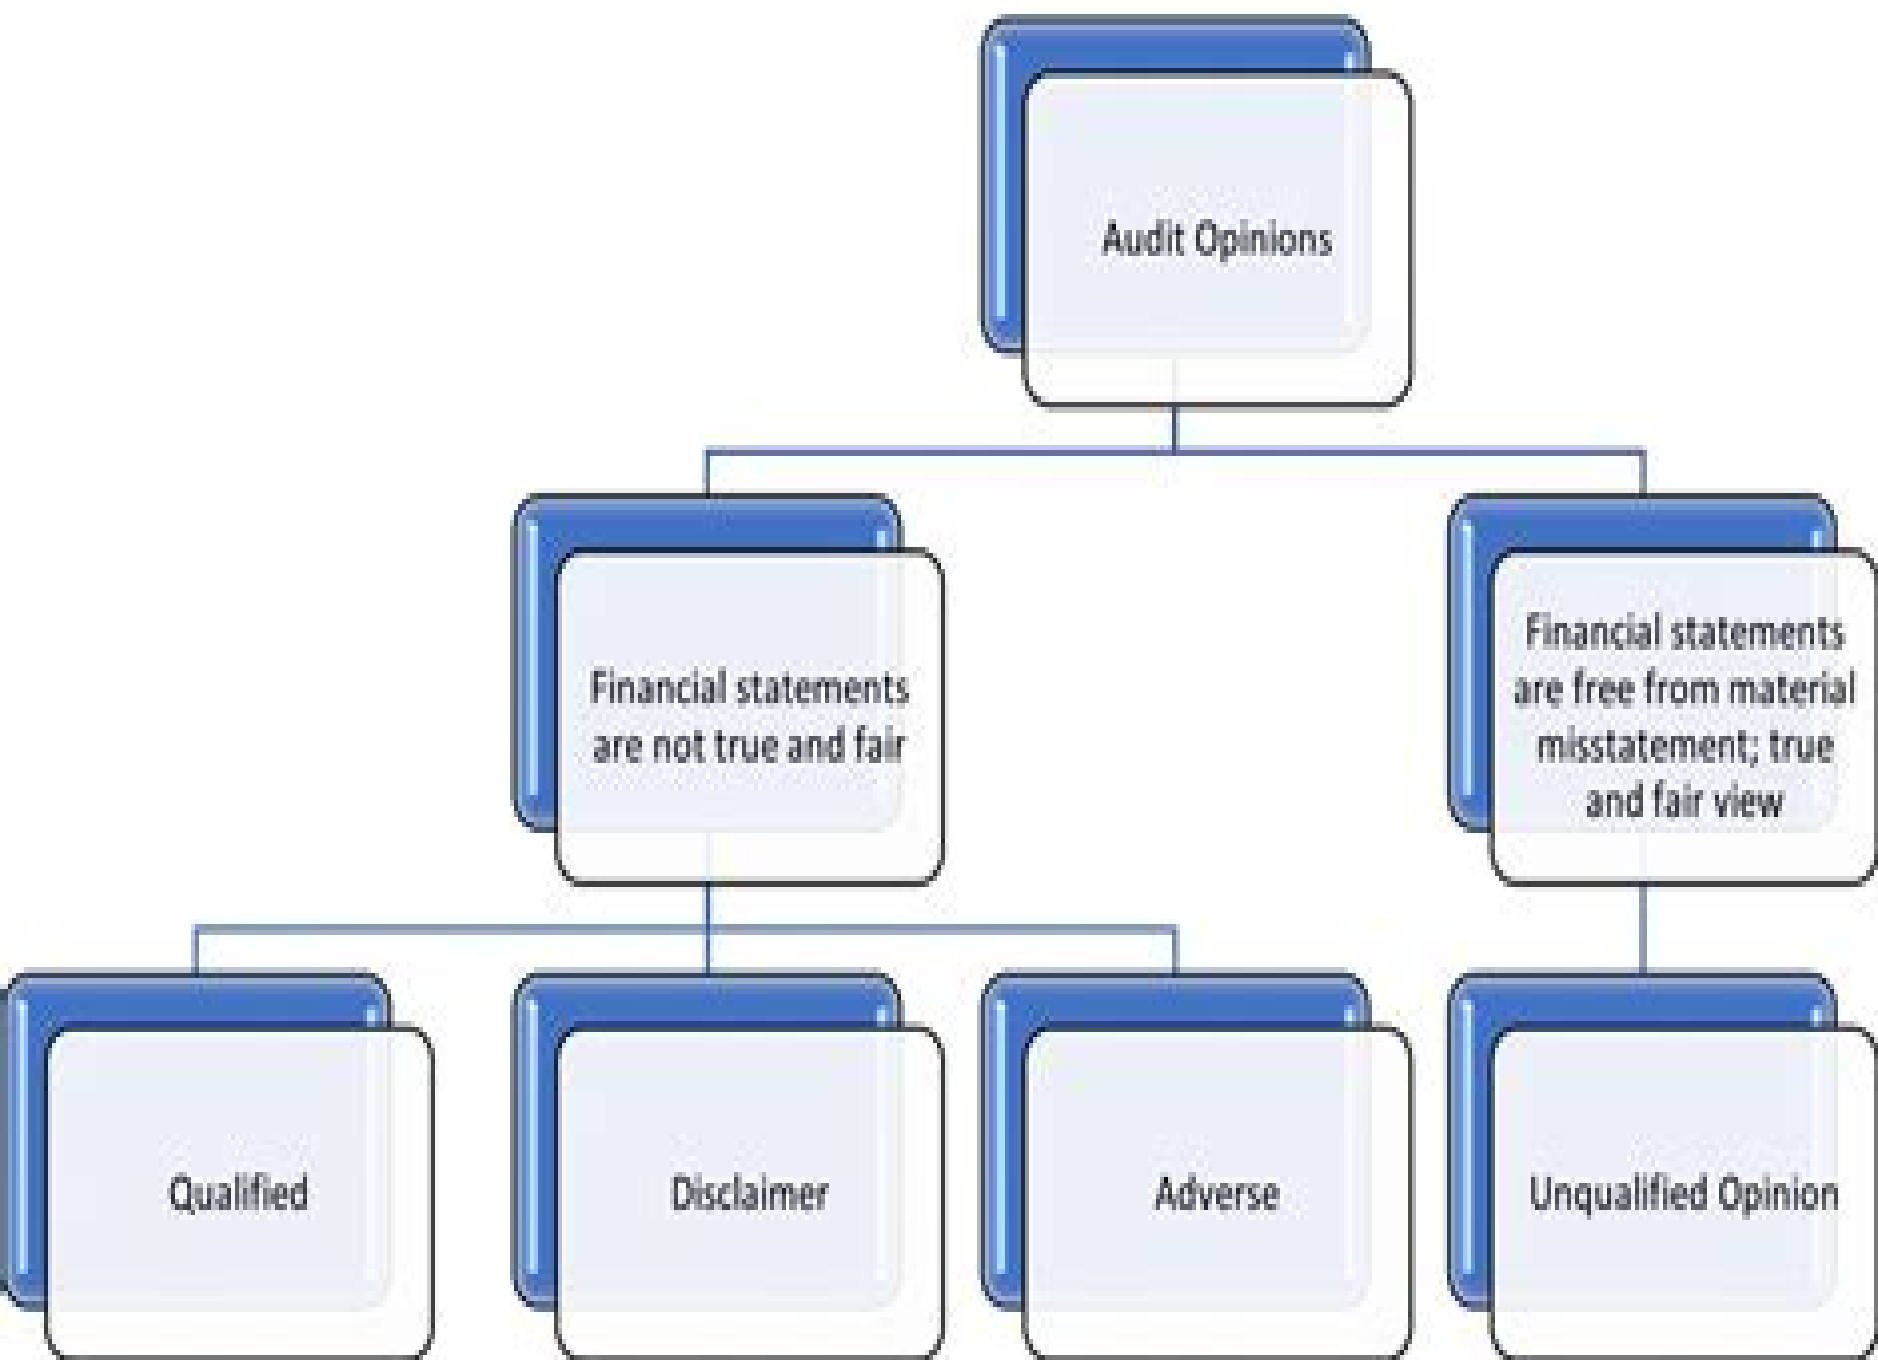 Audit Opinions
Financial statements
are not true and fair
Financial statements
are free from material
misstatement; true
and fair view
Qualified
Disclaimer
Adverse
Unqualified Opinion